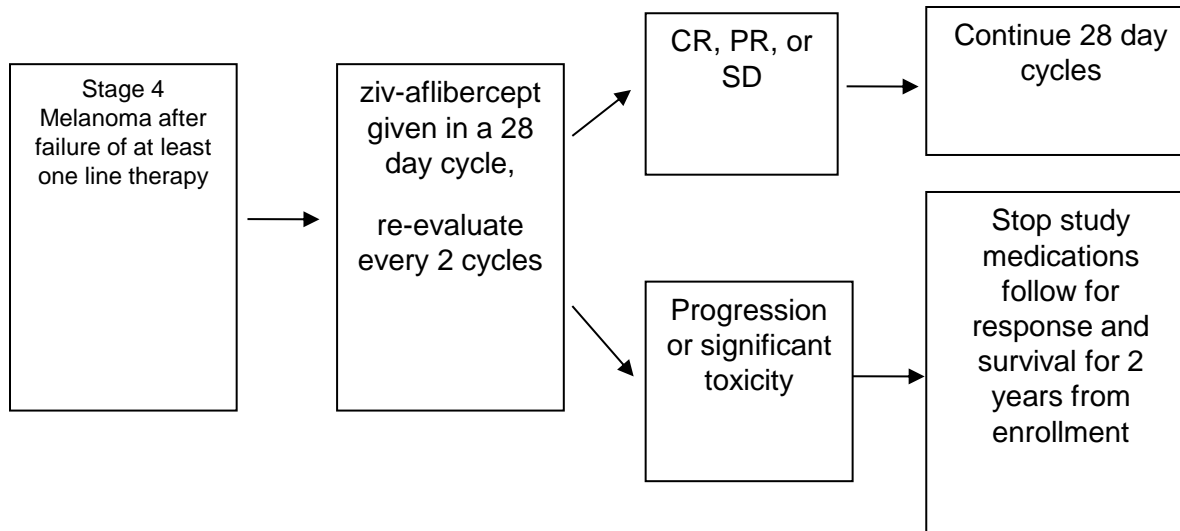 Stage 4
Melanoma after
failure of at least
one line therapy
ziv-aflibercept
given in a 28
day cycle,
re-evaluate
every 2 cycles
CR, PR, or
SD
Continue 28 day
cycles
Progression
or significant
toxicity
Stop study
medications
follow for
response and
survival for 2
years from
enrollment